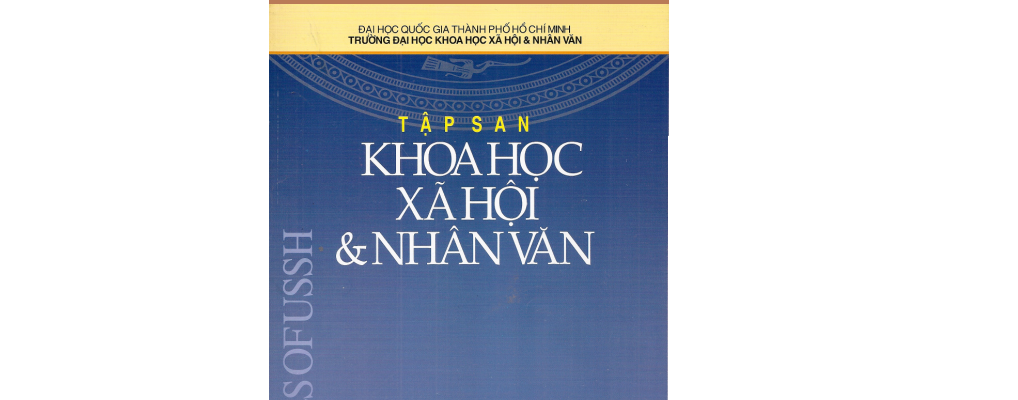 ĐẠI HỌC QUỐC GIA THÀNH PHỐ HỒ CHÍ MINH
TRƯỜNG ĐẠI HỌC KHOA HỌC XÃ HỘI & NHÂN VĂN
TẬP SAN
KHOA HỌC
XÃ HỘI
& NHÂN VĂN
S OF USSH